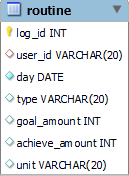 routine
log_id INT
user_id VARCHAR(20)
day DATE
type VARCHAR(20)
goal_amount INT
achieve_amount INT
unit VARCHAR(20)